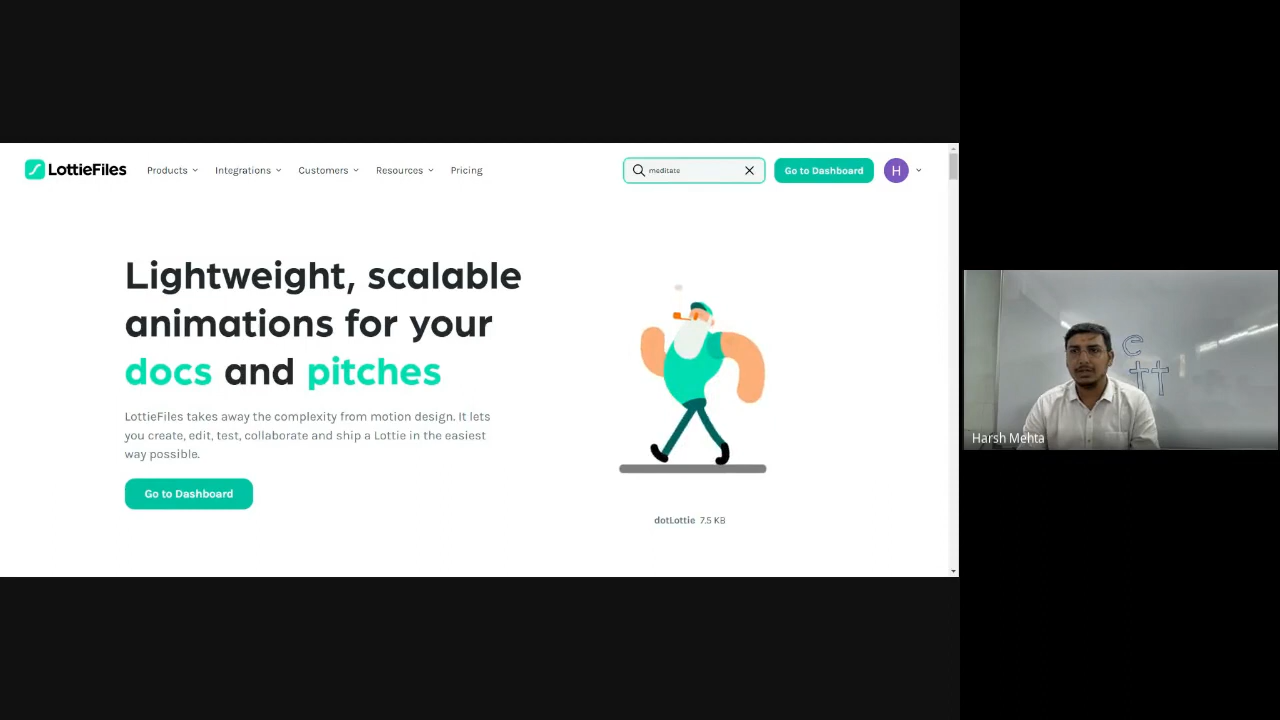 LottieFiles
Products
Integrations
Customers
Resources
Pricing
meditate
Go to Dashboard
H
Lightweight, scalable
animations for your
docs and pitches
LottieFiles takes away the complexity from motion design. It lets
you create, edit, test, collaborate and ship a Lottie in the easiest
way possible.
Go to Dashboard
dotLottie 7.5 KB
e
tt
Harsh Mehta